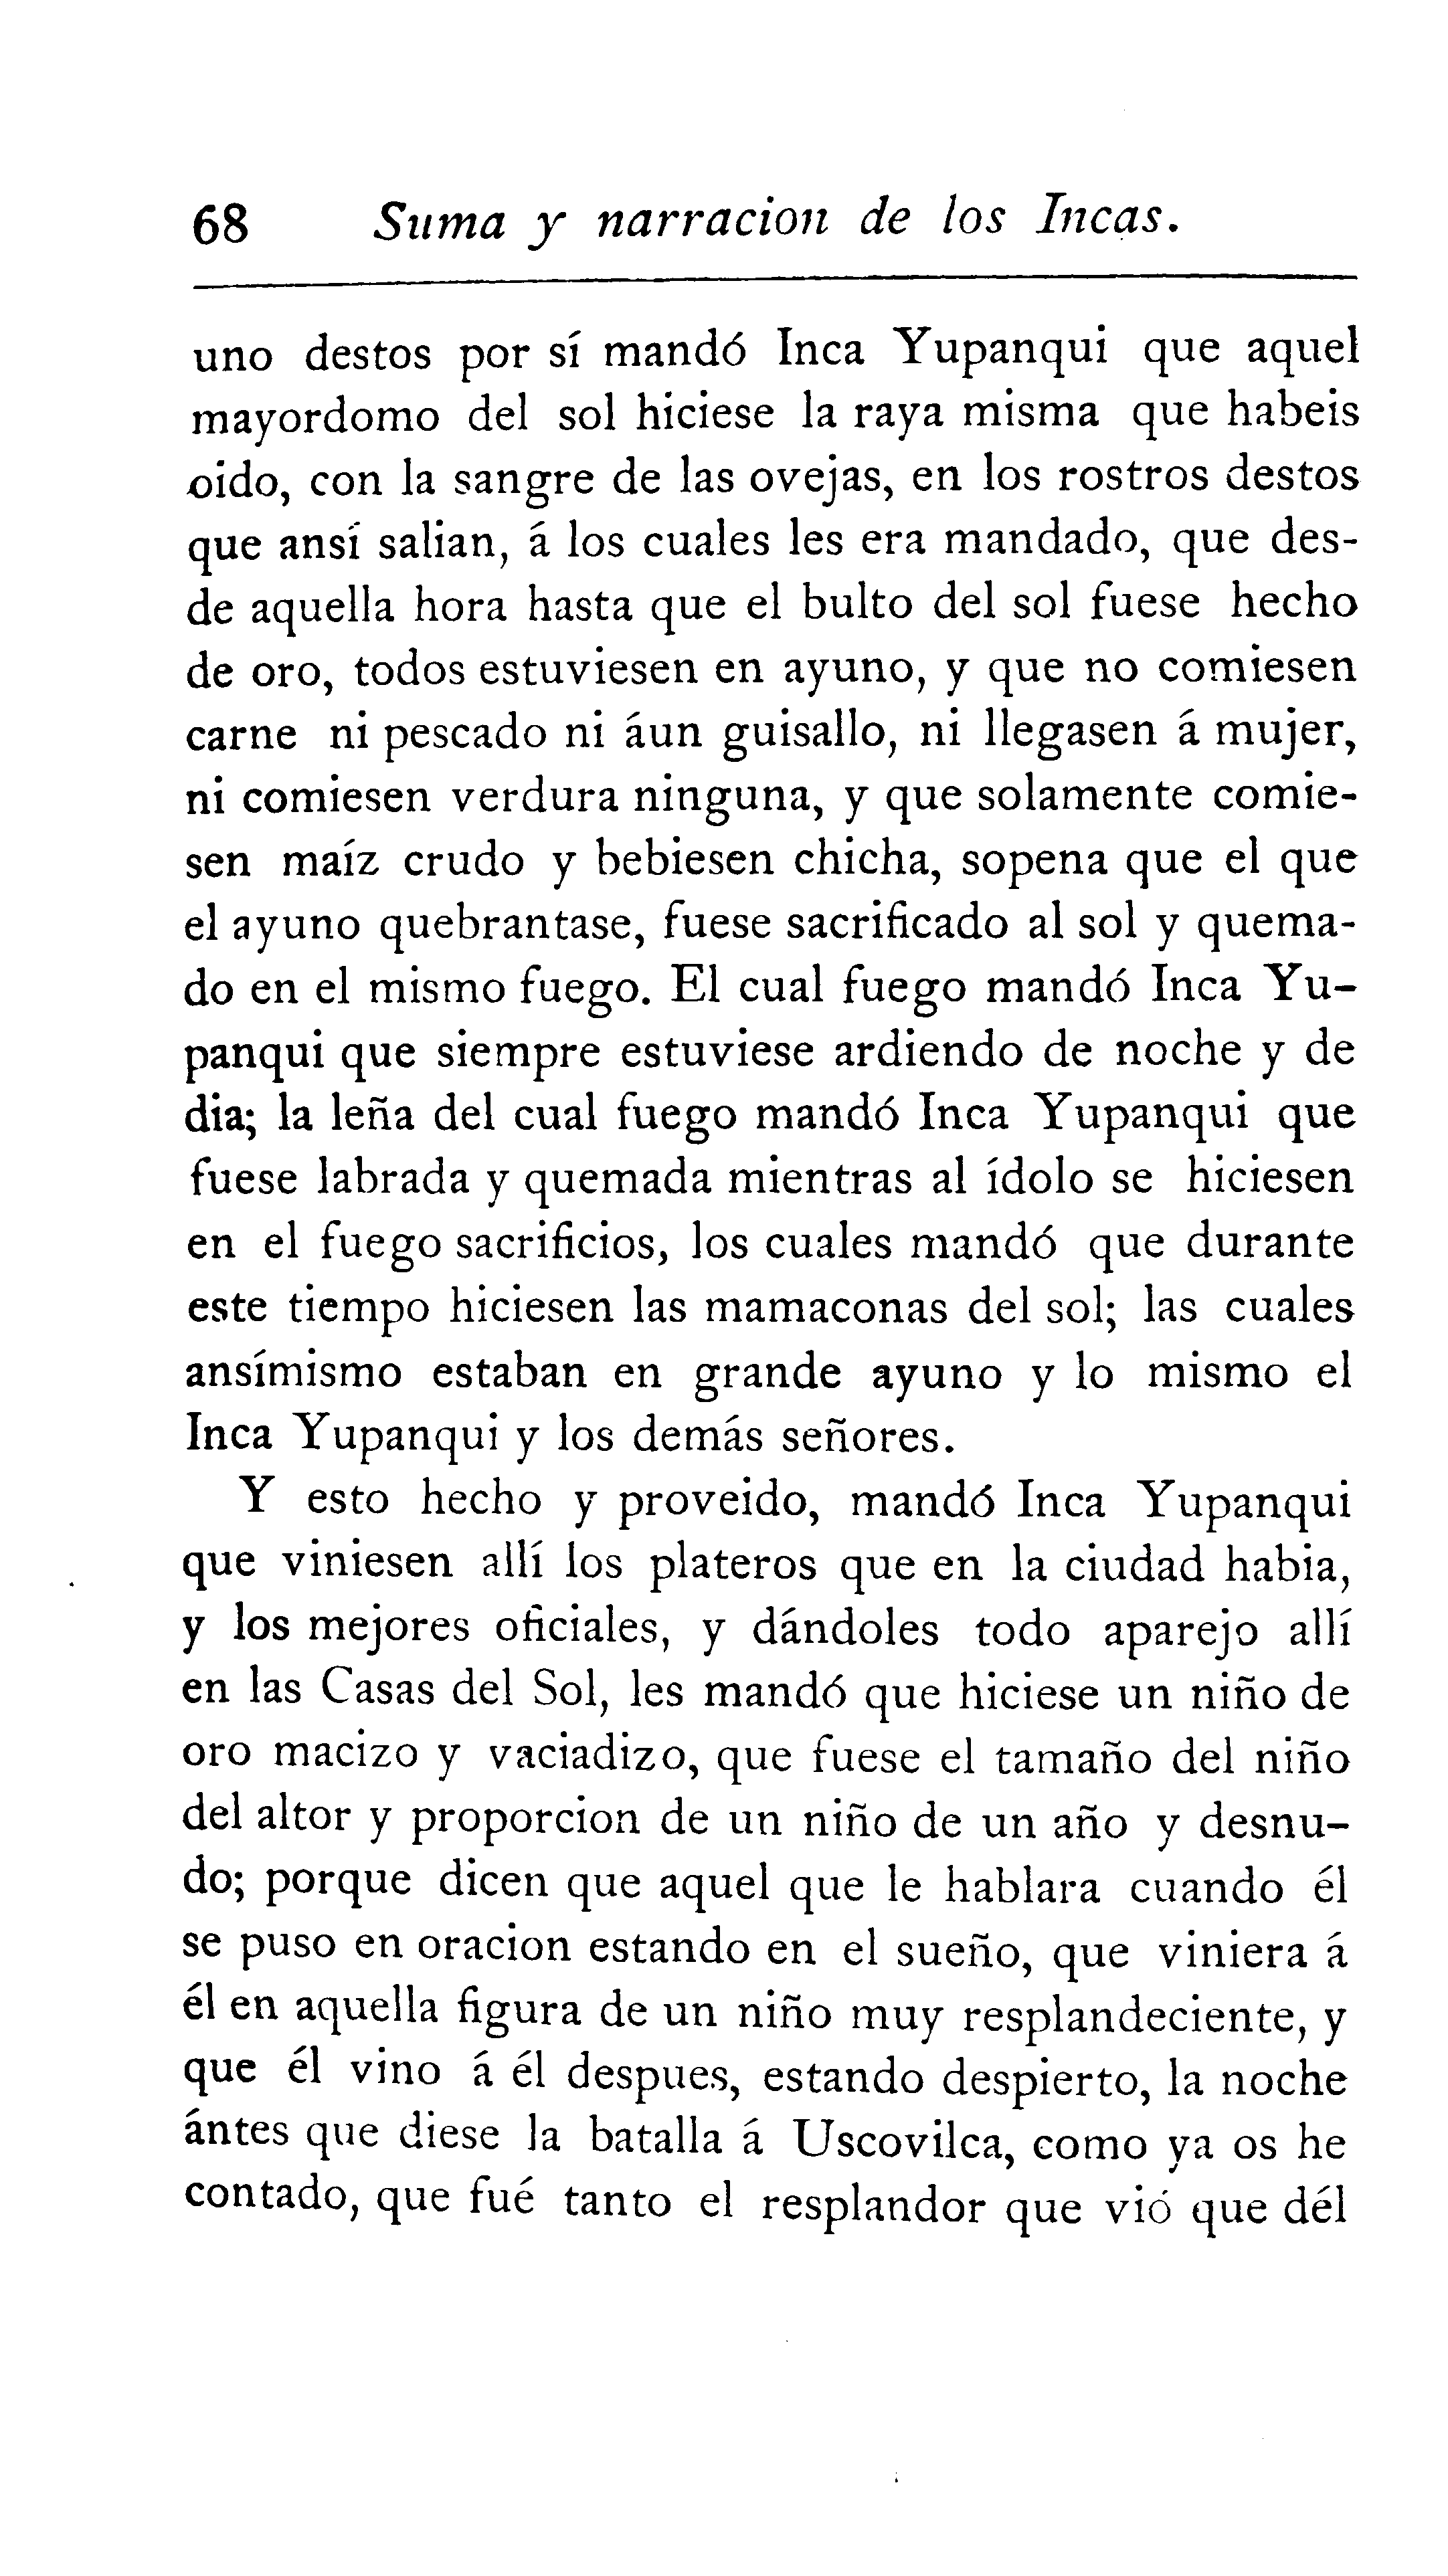 68 Suma y narracion de los Incas.
uno destos por sí mandó Inca Yupanqui que aquel
mayordomo del sol hiciese la raya misma que habeis
oido, con la sangre de las ovejas, en los rostros destos
que ansí salian, á los cuales les era mandado, que des-
de aquella hora hasta que el bulto del sol fuese hecho
de oro, todos estuviesen en ayuno, y que no comiesen
carne ni pescado ni áun guisallo, ni llegasen á mujer,
ni comiesen verdura ninguna, y que solamente comie-
sen maíz crudo y bebiesen chicha, sopena que el que
el ayuno quebrantase, fuese sacrificado al sol y quema-
do en el mismo fuego. El cual fuego mandó Inca Yu-
panqui que siempre estuviese ardiendo de noche y de
dia; la leña del cual fuego mandó Inca Yupanqui que
fuese labrada y quemada mientras al ídolo se hiciesen
en el fuego sacrificios, los cuales mandó que durante
este tiempo hiciesen las mamaconas del sol; las cuales
ansímismo estaban en grande ayuno y lo mismo el
Inca Yupanqui y los demás señores.
Y esto hecho y proveido, mandó Inca Yupanqui
que viniesen allí los plateros que en la ciudad habia,
y los mejores oficiales, y dándoles todo aparejo allí
en las Casas del Sol, les mandó que hiciese un niño de
oro macizo y vaciadizo, que fuese el tamaño del niño
del altor y proporcion de un niño de un año y desnu-
do; porque dicen que aquel que le hablara cuando él
se puso en oracion estando en el sueño, que viniera á
él en aquella figura de un niño muy resplandeciente, y
que él vino á él despues, estando despierto, la noche
ántes que diese la batalla á Uscovilca, como ya os he
contado, que fué tanto el resplandor que vió que dél